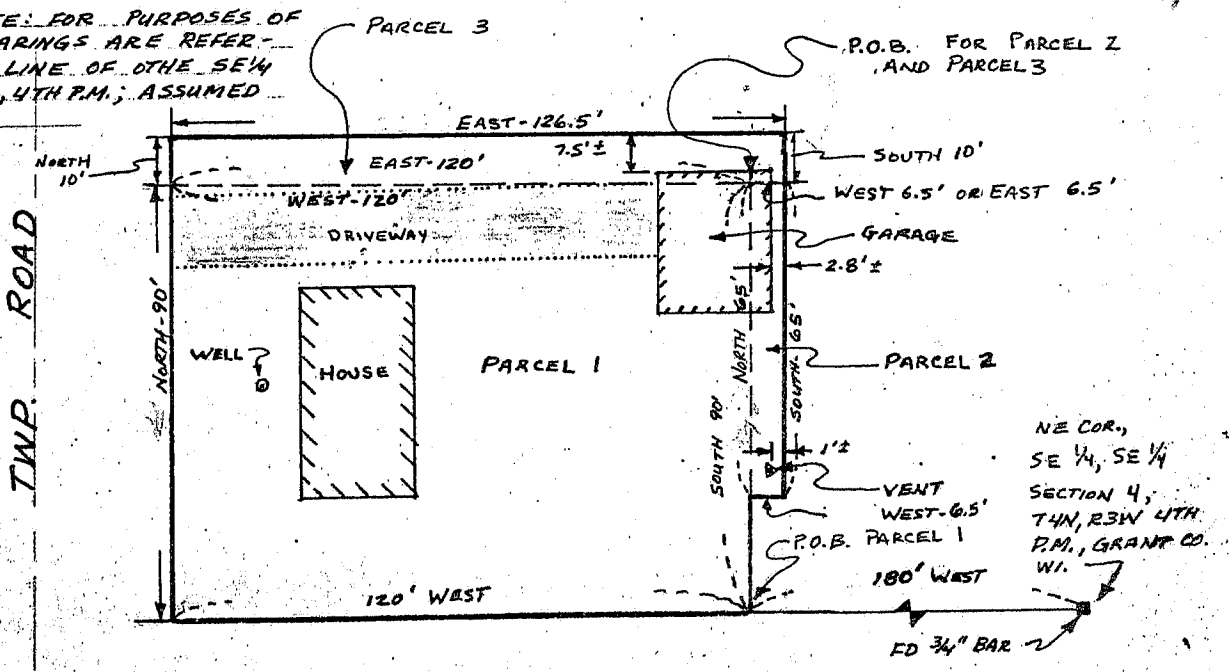 TE: FOR PURPOSES OF
ARINGS ARE REFER-
LINE OF OTHE SE¼
, 4TH P.M.; ASSUMED
PARCEL 3
P.O.B. FOR PARCEL 2
AND PARCEL 3
EAST-126.5'
NORTH
10'
EAST-120'
7.5'±
SOUTH 10'
WEST-120'
WEST 6.5' OR EAST 6.5'
DRIVEWAY
GARAGE
2.8'±
TWP. ROAD
NORTH-90'
WELL
HOUSE
PARCEL 1
NORTH 65'
SOUTH-65'
PARCEL 2
SOUTH 90'
1'±
VENT
WEST-6.5'
P.O.B. PARCEL 1
NE COR.,
SE ¼, SE ¼
SECTION 4,
T4N, R3W 4TH
P.M., GRANT CO.
WI.
120' WEST
180' WEST
FD ¾" BAR